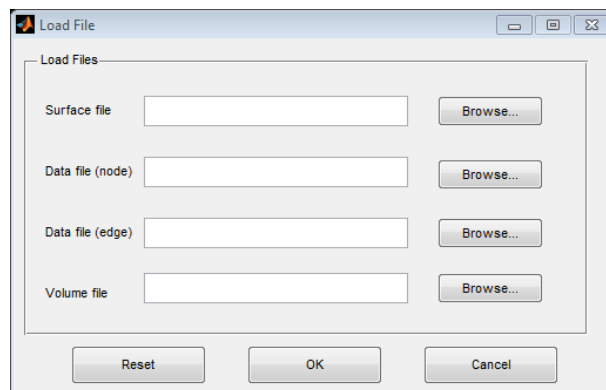 Load File
Load Files
Surface file
Browse...
Data file (node)
Browse...
Data file (edge)
Browse...
Volume file
Browse...
Reset
OK
Cancel